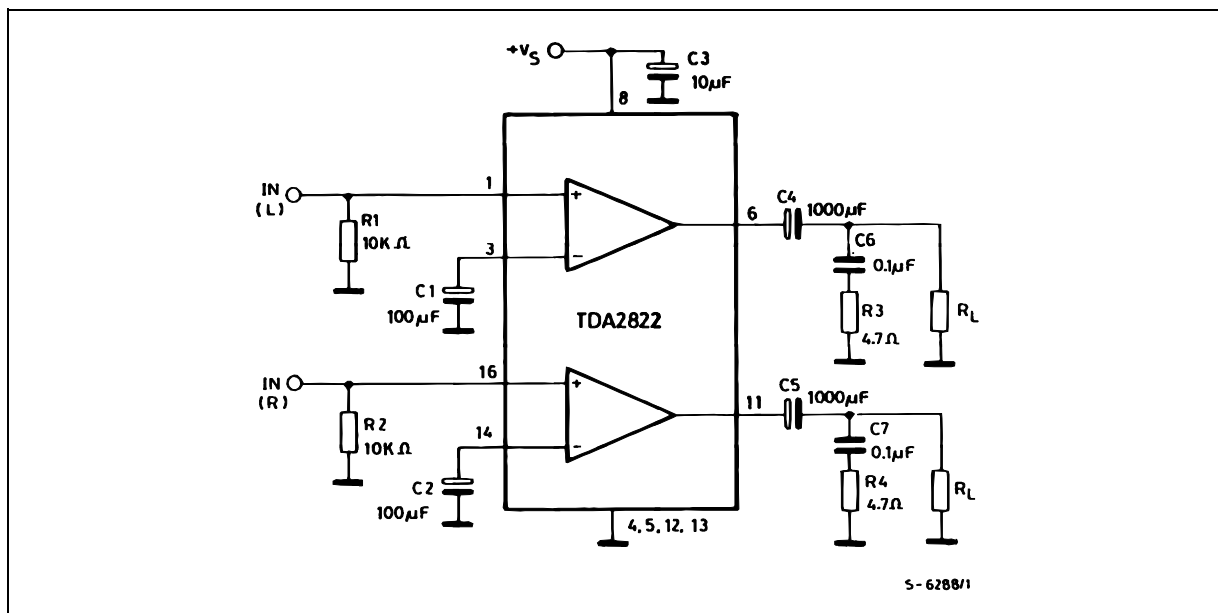 +VS
C3
10µF
8
IN
(L)
1
R1
10K Ω
3
C1
100µF
+
-
6
C4
1000µF
C6
0.1µF
R3
4.7Ω
RL
TDA2822
IN
(R)
16
R2
10K Ω
14
C2
100µF
+
-
11
C5
1000µF
C7
0.1µF
R4
4.7Ω
RL
4, 5, 12, 13
S-6288/1